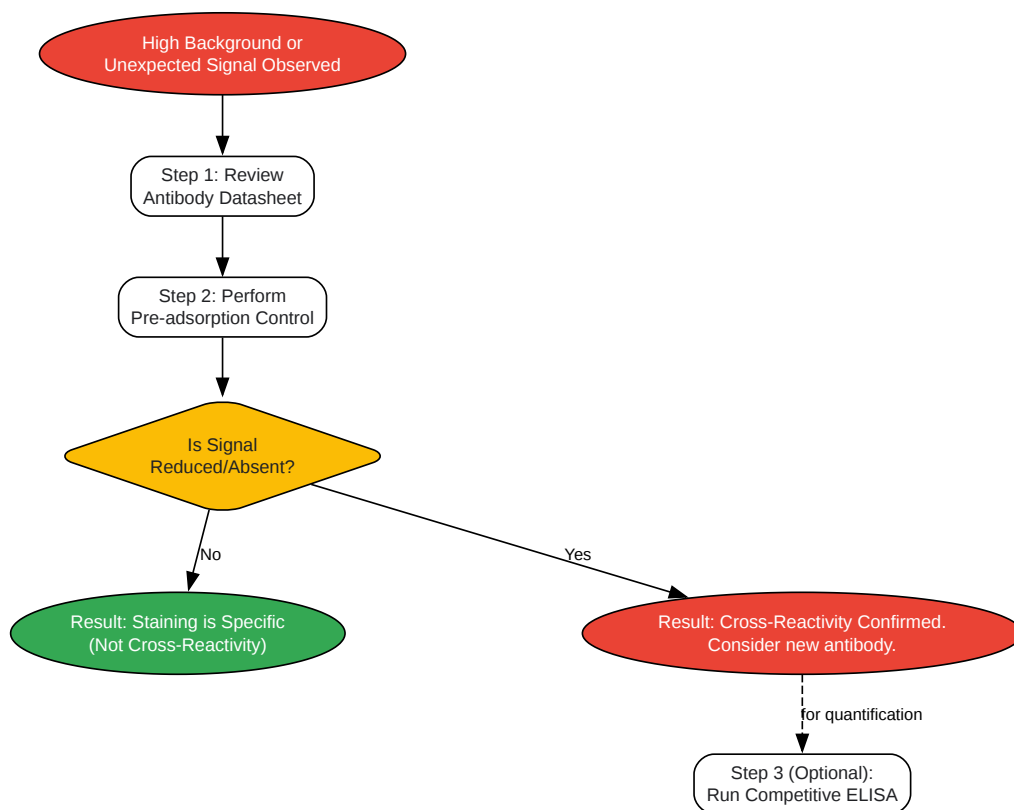 High Background or
Unexpected Signal Observed
Step 1: Review
Antibody Datasheet
Step 2: Perform
Pre-adsorption Control
Is Signal
Reduced/Absent?
No
Yes
Result: Staining is Specific
(Not Cross-Reactivity)
Result: Cross-Reactivity Confirmed.
Consider new antibody.
for quantification
Step 3 (Optional):
Run Competitive ELISA